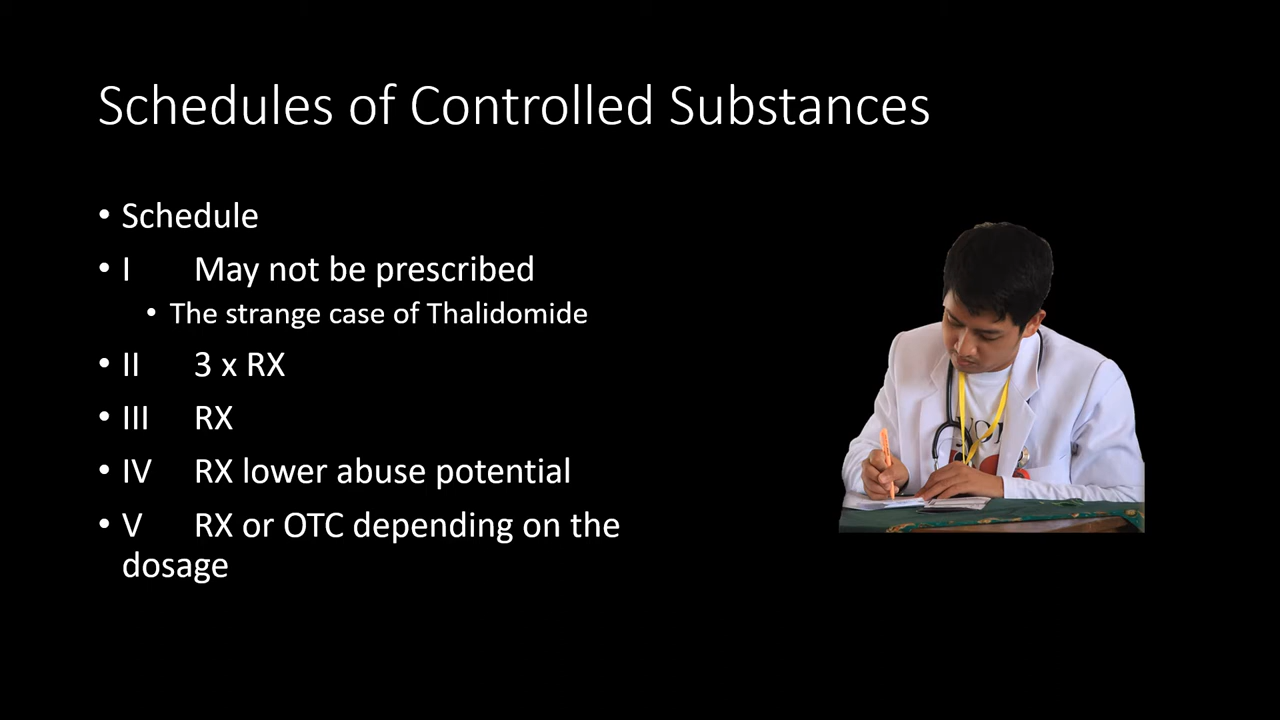 Schedules of Controlled Substances
• Schedule
• I May not be prescribed
• The strange case of Thalidomide
• II 3 x RX
• III RX
• IV RX lower abuse potential
• V RX or OTC depending on the
dosage